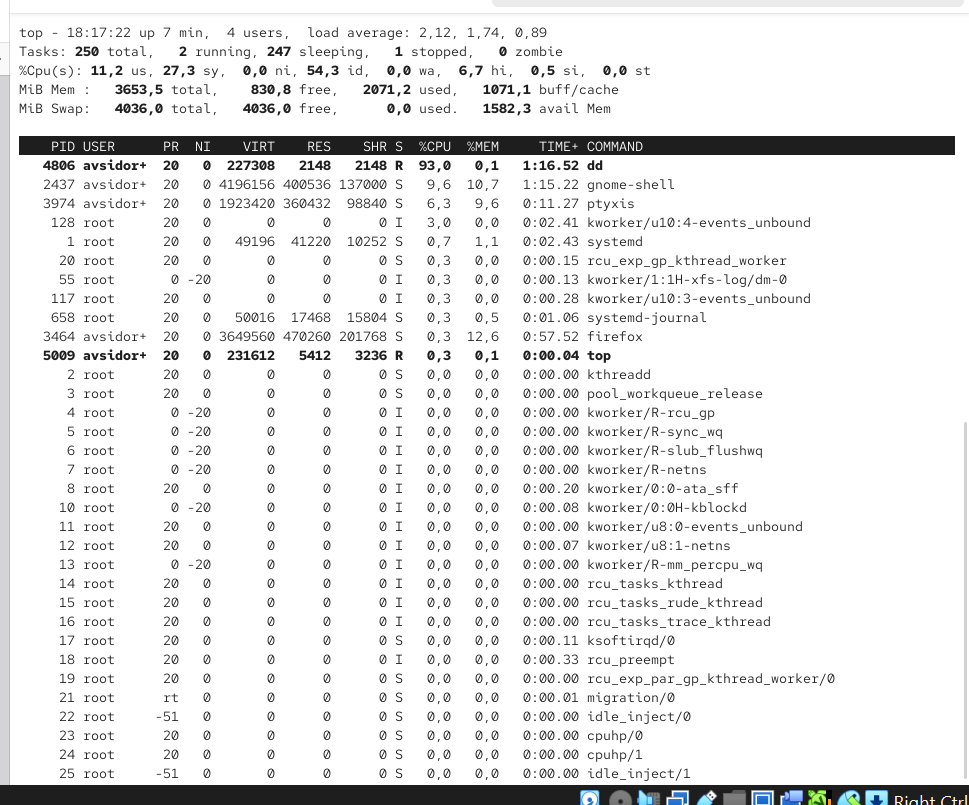 top - 18:17:22 up 7 min,  4 users,  load average: 2,12, 1,74, 0,89
Tasks: 250 total,   2 running, 247 sleeping,   1 stopped,   0 zombie
%Cpu(s): 11,2 us, 27,3 sy,  0,0 ni, 54,3 id,  0,0 wa,  6,7 hi,  0,5 si,  0,0 st
MiB Mem :   3653,5 total,    830,8 free,   2071,2 used,   1071,1 buff/cache
MiB Swap:   4036,0 total,   4036,0 free,      0,0 used.   1582,3 avail Mem
PID USER      PR  NI    VIRT    RES    SHR S  %CPU  %MEM     TIME+ COMMAND
4806 avsidor+  20   0  227308   2148   2148 R  93,0   0,1   1:16.52 dd
2437 avsidor+  20   0 4196156 400536 137000 S   9,6  10,7   1:15.22 gnome-shell
3974 avsidor+  20   0 1923420 360432  98840 S   6,3   9,6   0:11.27 ptyxis
128 root      20   0       0      0      0 I   3,0   0,0   0:02.41 kworker/u10:4-events_unbound
1 root      20   0   49196  41220  10252 S   0,7   1,1   0:02.43 systemd
20 root      20   0       0      0      0 S   0,3   0,0   0:00.15 rcu_exp_gp_kthread_worker
55 root       0 -20       0      0      0 I   0,3   0,0   0:00.13 kworker/1:1H-xfs-log/dm-0
117 root      20   0       0      0      0 I   0,3   0,0   0:00.28 kworker/u10:3-events_unbound
658 root      20   0   50016  17468  15804 S   0,3   0,5   0:01.06 systemd-journal
3464 avsidor+  20   0 3649560 470260 201768 S   0,3  12,6   0:57.52 firefox
5009 avsidor+  20   0  231612   5412   3236 R   0,3   0,1   0:00.04 top
2 root      20   0       0      0      0 S   0,0   0,0   0:00.00 kthreadd
3 root      20   0       0      0      0 S   0,0   0,0   0:00.00 pool_workqueue_release
4 root       0 -20       0      0      0 I   0,0   0,0   0:00.00 kworker/R-rcu_gp
5 root       0 -20       0      0      0 I   0,0   0,0   0:00.00 kworker/R-sync_wq
6 root       0 -20       0      0      0 I   0,0   0,0   0:00.00 kworker/R-slub_flushwq
7 root       0 -20       0      0      0 I   0,0   0,0   0:00.00 kworker/R-netns
8 root      20   0       0      0      0 I   0,0   0,0   0:00.20 kworker/0:0-ata_sff
10 root       0 -20       0      0      0 I   0,0   0,0   0:00.08 kworker/0:0H-kblockd
11 root      20   0       0      0      0 I   0,0   0,0   0:00.00 kworker/u8:0-events_unbound
12 root      20   0       0      0      0 I   0,0   0,0   0:00.07 kworker/u8:1-netns
13 root       0 -20       0      0      0 I   0,0   0,0   0:00.00 kworker/R-mm_percpu_wq
14 root      20   0       0      0      0 I   0,0   0,0   0:00.00 rcu_tasks_kthread
15 root      20   0       0      0      0 I   0,0   0,0   0:00.00 rcu_tasks_rude_kthread
16 root      20   0       0      0      0 I   0,0   0,0   0:00.00 rcu_tasks_trace_kthread
17 root      20   0       0      0      0 S   0,0   0,0   0:00.11 ksoftirqd/0
18 root      20   0       0      0      0 I   0,0   0,0   0:00.33 rcu_preempt
19 root      20   0       0      0      0 S   0,0   0,0   0:00.00 rcu_exp_par_gp_kthread_worker/0
21 root      rt   0       0      0      0 S   0,0   0,0   0:00.01 migration/0
22 root     -51   0       0      0      0 S   0,0   0,0   0:00.00 idle_inject/0
23 root      20   0       0      0      0 S   0,0   0,0   0:00.00 cpuhp/0
24 root      20   0       0      0      0 S   0,0   0,0   0:00.00 cpuhp/1
25 root     -51   0       0      0      0 S   0,0   0,0   0:00.00 idle_inject/1
Right Ctrl